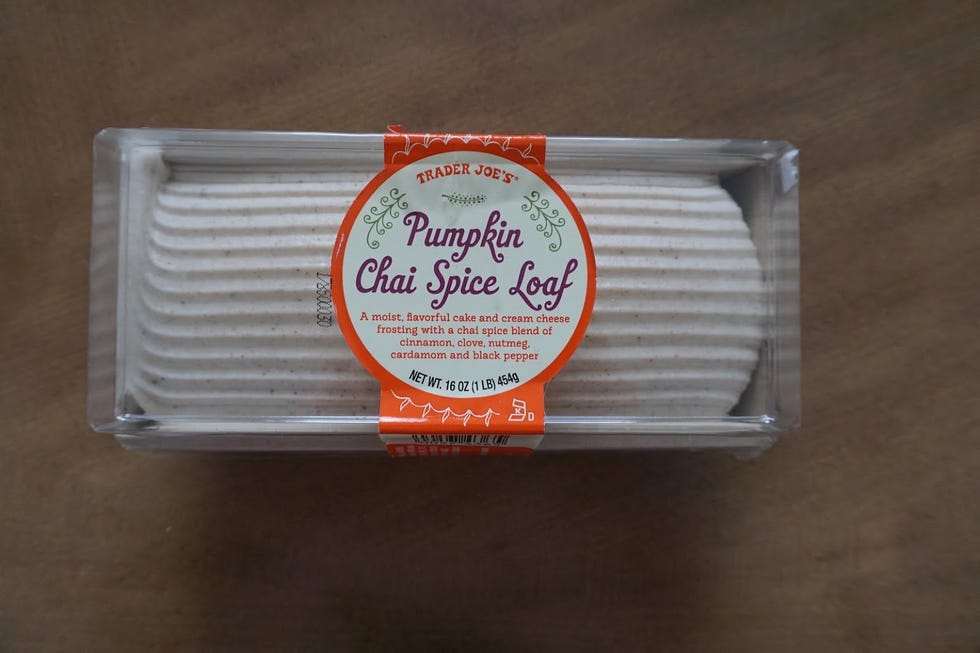 TRADER JOE'S
Pumpkin
Chai Spice Loaf
A moist, flavorful cake and cream cheese
frosting with a chai spice blend of
cinnamon, clove, nutmeg,
cardamom and black pepper
NET WT. 16 OZ (1 LB) 454g
K D